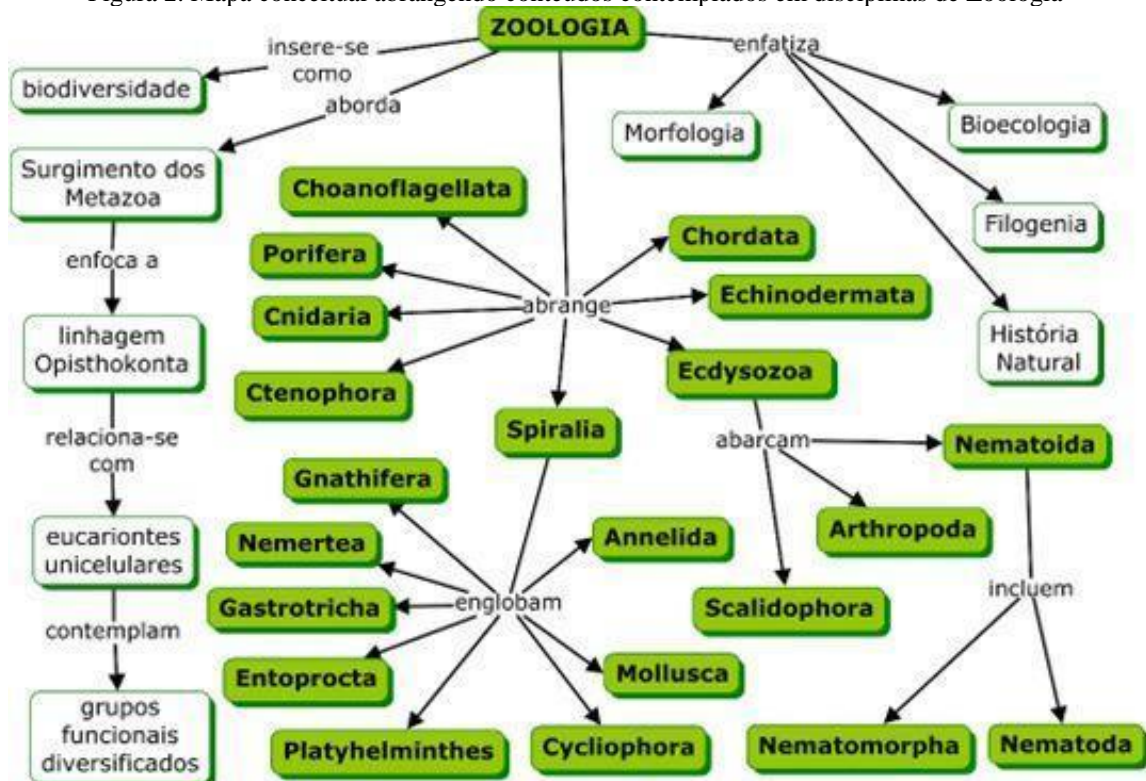 Figura 2: Mapa conceitual abrangendo conteúdos contemplados em disciplinas de Zoologia
ZOOLOGIA
insere-se
como
enfatiza
biodiversidade
aborda
Morfologia
Bioecologia
Surgimento dos
Metazoa
Choanoflagellata
Filogenia
enfoca a
Porifera
Chordata
Cnidaria
abrange
Echinodermata
linhagem
Opisthokonta
História
Natural
Ctenophora
Ecdysozoa
relaciona-se
com
Spiralia
abarcam
Nematoida
Gnathifera
eucariontes
unicelulares
Nemertea
Annelida
Arthropoda
Gastrotricha
englobam
Scalidophora
incluem
contemplam
Entoprocta
Mollusca
grupos
funcionais
diversificados
Platyhelminthes
Cycliophora
Nematomorpha
Nematoda